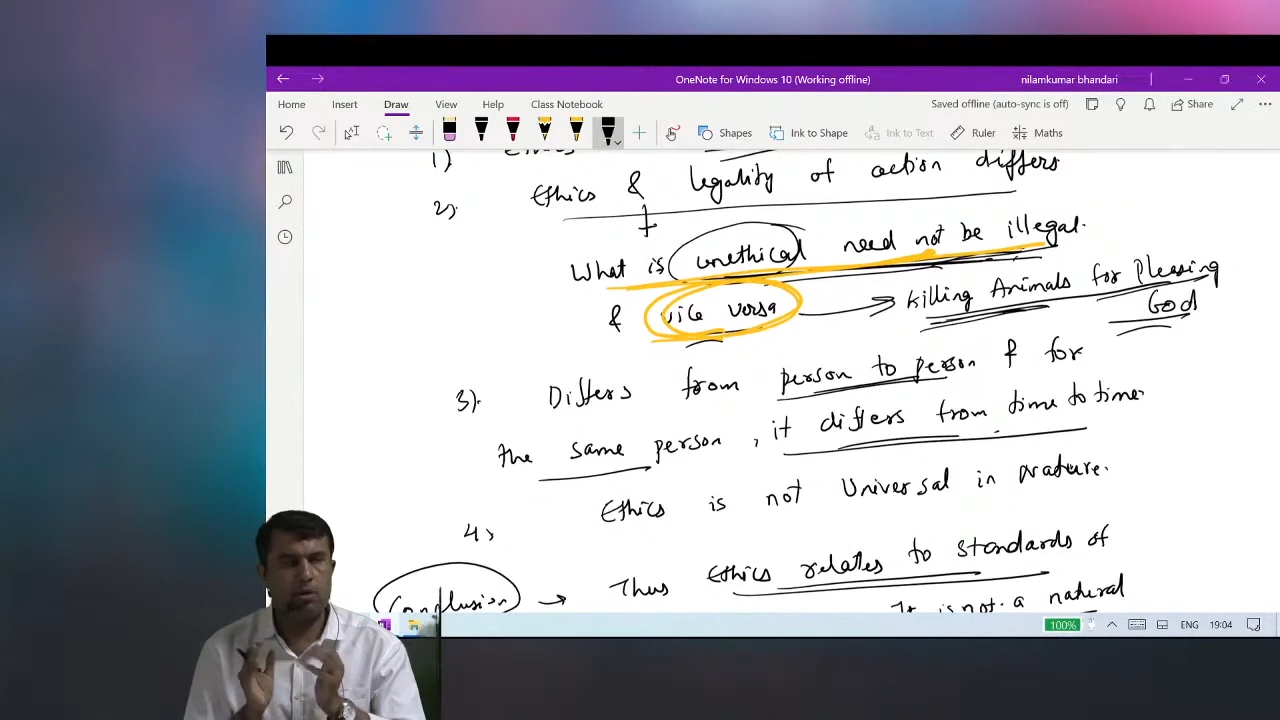 OneNote for Windows 10 (Working offline)
nilamkumar bhandari
Home Insert Draw View Help Class Notebook
Saved offline (auto-sync is off)
Share
Shapes Ink to Shape Ink to Text Ruler Maths
1)
2). Ethics & legality of action differs
What is unethical need not be illegal.
& vice versa → Killing Animals for Pleasing
God
3). Differs from person to person & for
the same person, it differs from time to time.
4) Ethics is not Universal in Nature.
Conclusion → Thus Ethics relates to standards of
It is not a natural
100%
ENG
19:04